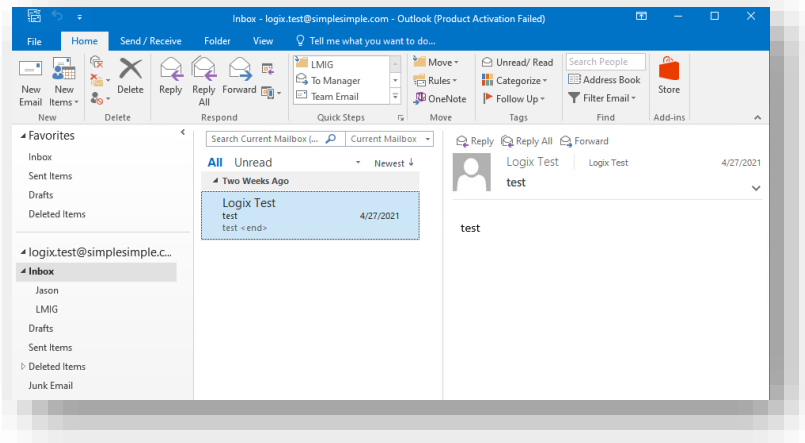 Inbox - logix.test@simplesimple.com - Outlook (Product Activation Failed)
File Home Send / Receive Folder View Tell me what you want to do...
New Email
New Items
Delete
Reply
Reply All
Forward
LMIG
To Manager
Team Email
Move
Rules
OneNote
Unread/ Read
Categorize
Follow Up
Search People
Address Book
Filter Email
Store
New Delete Respond Quick Steps Move Tags Find Add-ins
Favorites
Inbox
Sent Items
Drafts
Deleted Items
logix.test@simplesimple.c...
Inbox
Jason
LMIG
Drafts
Sent Items
Deleted Items
Junk Email
Search Current Mailbox (... Current Mailbox
All Unread Newest ↓
Two Weeks Ago
Logix Test
test 4/27/2021
test <end>
Reply Reply All Forward
Logix Test Logix Test 4/27/2021
test
test